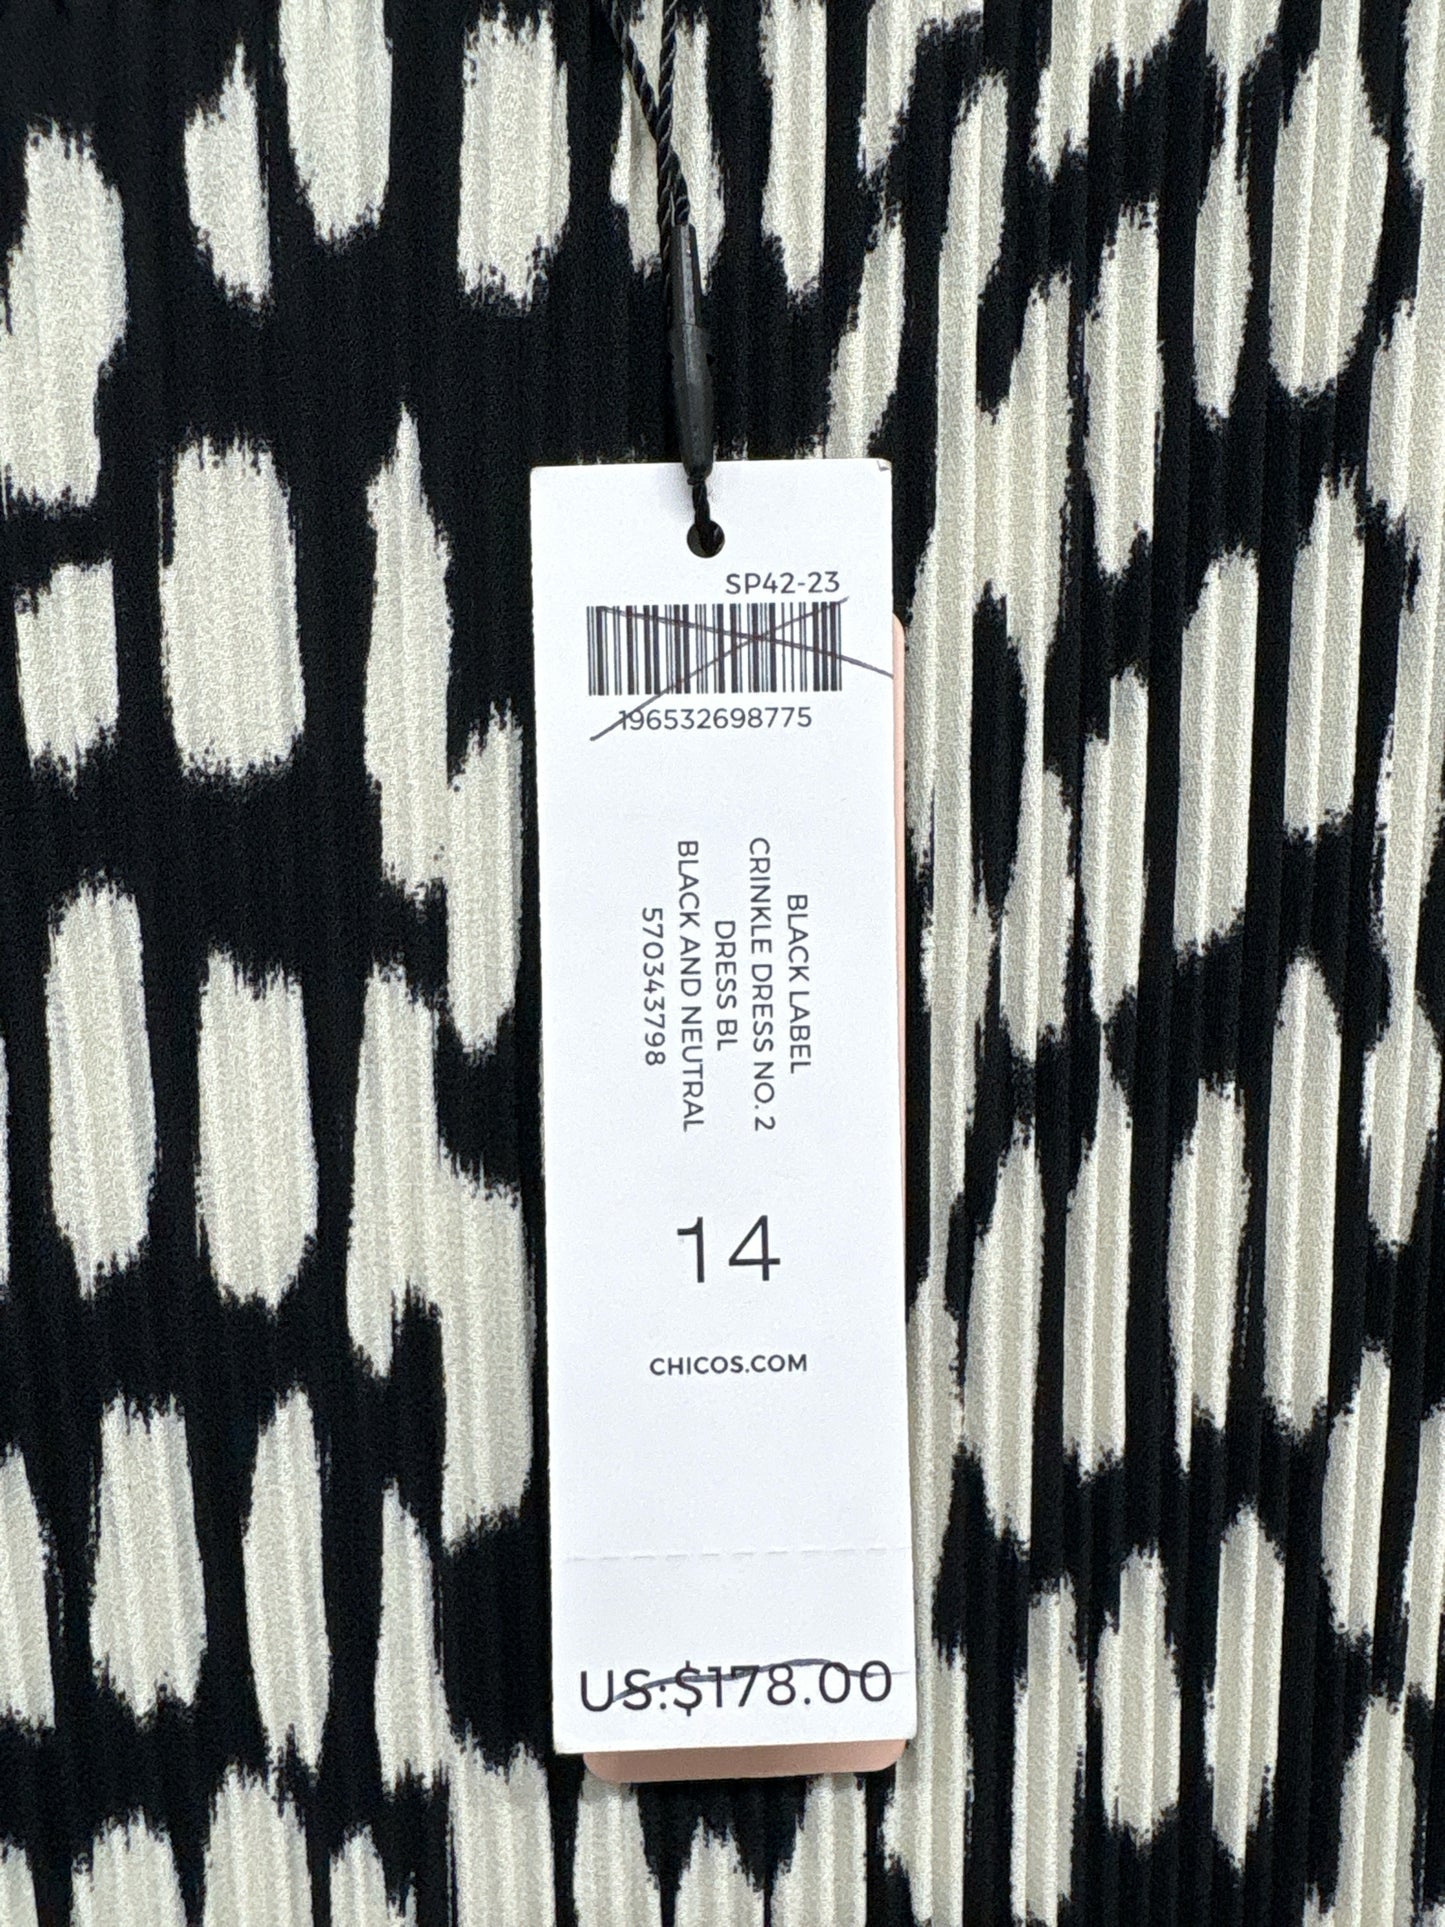 SP42-23
196532698775
BLACK LABEL
CRINKLE DRESS NO. 2
DRESS BL
BLACK AND NEUTRAL
570343798
14
CHICOS.COM
US:$178.00